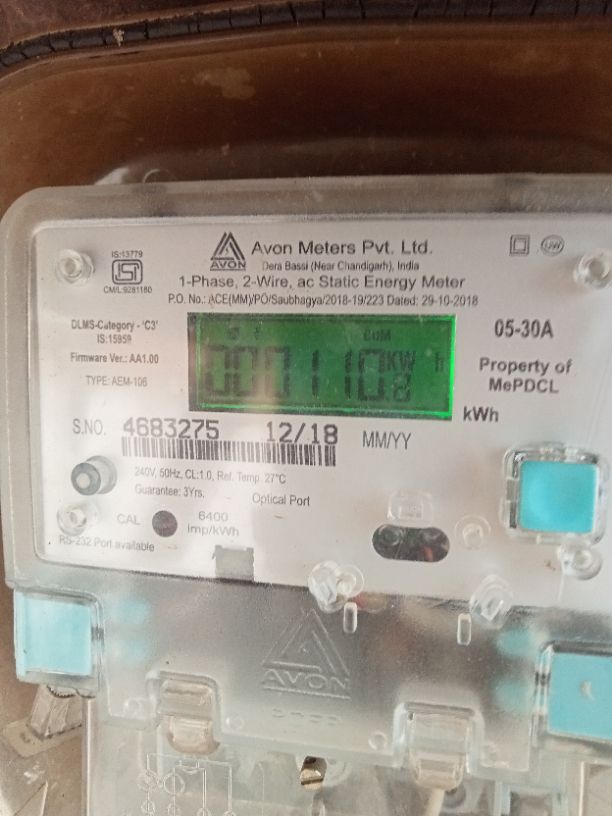 IS:13779
CM/L:9281180
AVON
Avon Meters Pvt. Ltd.
Dera Bassi (Near Chandigarh), India
1-Phase, 2-Wire, ac Static Energy Meter
P.O. No.: ACE(MM)/PO/Saubhagya/2018-19/223 Dated: 29-10-2018
UW
DLMS-Category - 'C3'
IS:15959
Firmware Ver.: AA1.00
TYPE: AEM-106
CUM
0001110.8 KW h
05-30A
Property of
MePDCL
kWh
S.NO. 4683275 12/18 MM/YY
240V, 50Hz, CL:1.0, Ref. Temp. 27°C
Guarantee: 3Yrs.
Optical Port
CAL
6400
imp/kWh
RS-232 Port available
AVON